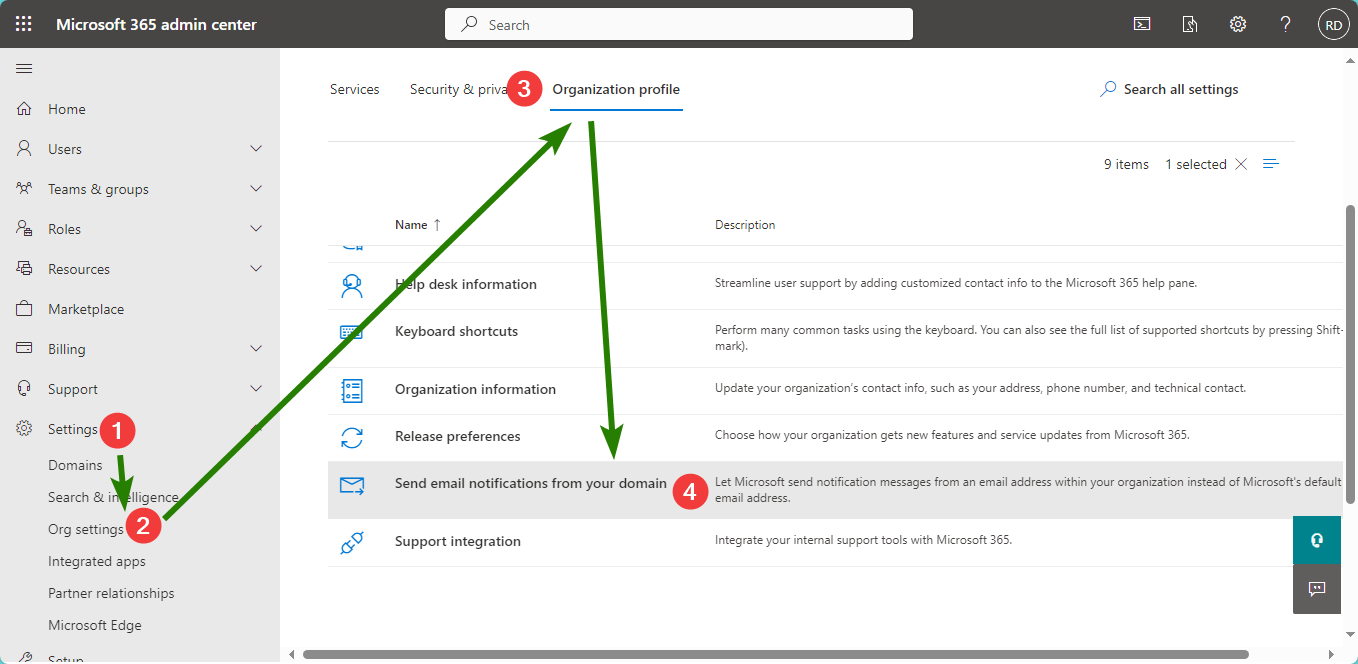 Microsoft 365 admin center
Search
RD
Home
Users
Teams & groups
Roles
Resources
Marketplace
Billing
Support
Settings
1
Domains
Search & intelligence
Org settings
2
Integrated apps
Partner relationships
Microsoft Edge
Setup
Services
Security & priva
3
Organization profile
Search all settings
9 items
1 selected
Name ↑
Description
Help desk information
Streamline user support by adding customized contact info to the Microsoft 365 help pane.
Keyboard shortcuts
Perform many common tasks using the keyboard. You can also see the full list of supported shortcuts by pressing Shift-
mark).
Organization information
Update your organization's contact info, such as your address, phone number, and technical contact.
Release preferences
Choose how your organization gets new features and service updates from Microsoft 365.
Send email notifications from your domain
4
Let Microsoft send notification messages from an email address within your organization instead of Microsoft's default
email address.
Support integration
Integrate your internal support tools with Microsoft 365.